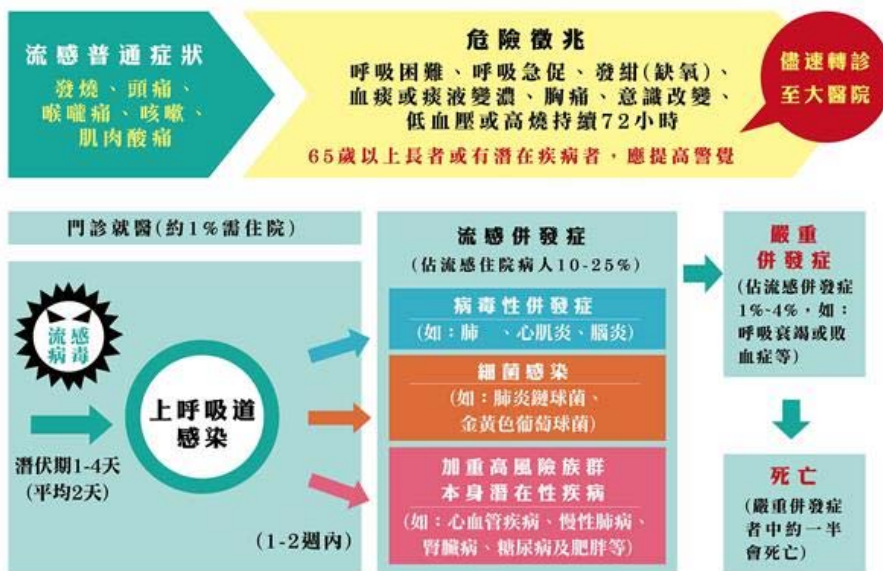 流感普通症狀
發燒、頭痛、
喉嚨痛、咳嗽、
肌肉酸痛
危險徵兆
呼吸困難、呼吸急促、發紺(缺氧)、
血痰或痰液變濃、胸痛、意識改變、
低血壓或高燒持續72小時
65歲以上長者或有潛在疾病者，應提高警覺
儘速轉診
至大醫院
門診就醫(約1%需住院)
流感
病毒
潛伏期1-4天
(平均2天)
上呼吸道
感染
(1-2週內)
流感併發症
(佔流感住院病人10-25%)
病毒性併發症
(如：肺 、心肌炎、腦炎)
細菌感染
(如：肺炎鏈球菌、
金黃色葡萄球菌)
加重高風險族群
本身潛在性疾病
(如：心血管疾病、慢性肺病、
腎臟病、糖尿病及肥胖等)
嚴重
併發症
(佔流感併發症
1%-4%，如：
呼吸衰竭或敗
血症等)
死亡
(嚴重併發症
者中約一半
會死亡)